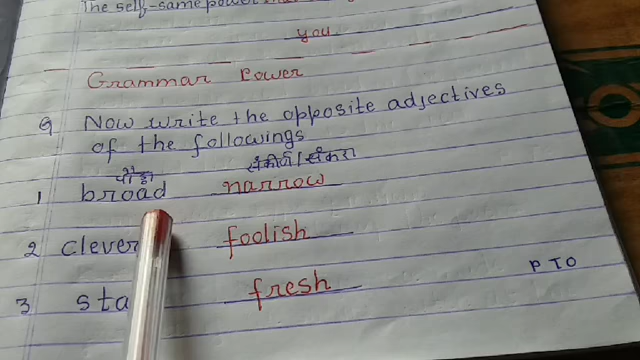 The self-same power
you
Grammar Power
Q Now write the opposite adjectives
of the followings
चौड़ा संकीर्ण/संकरा
1 broad narrow
2 clever foolish
3 sta fresh
P T O